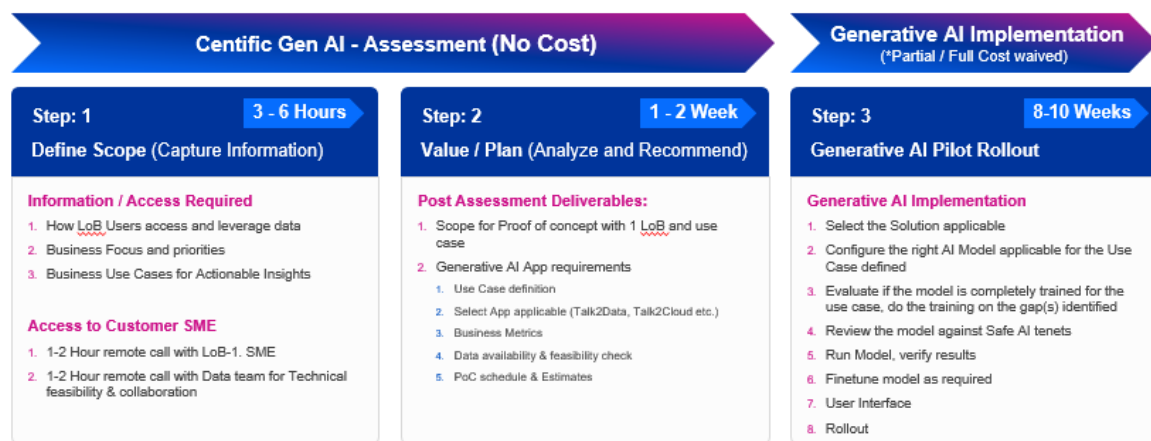 Centific Gen AI - Assessment (No Cost)
Generative AI Implementation
(*Partial / Full Cost waived)
Step: 1
3 - 6 Hours
Define Scope (Capture Information)
Information / Access Required
1. How LoB Users access and leverage data
2. Business Focus and priorities
3. Business Use Cases for Actionable Insights
Access to Customer SME
1. 1-2 Hour remote call with LoB-1. SME
2. 1-2 Hour remote call with Data team for Technical
feasibility & collaboration
Step: 2
1 - 2 Week
Value / Plan (Analyze and Recommend)
Post Assessment Deliverables:
1. Scope for Proof of concept with 1 LoB and use
case
2. Generative AI App requirements
1. Use Case definition
2. Select App applicable (Talk2Data, Talk2Cloud etc.)
3. Business Metrics
4. Data availability & feasibility check
5. PoC schedule & Estimates
Step: 3
8-10 Weeks
Generative AI Pilot Rollout
Generative AI Implementation
1. Select the Solution applicable
2. Configure the right AI Model applicable for the Use
Case defined
3. Evaluate if the model is completely trained for the
use case, do the training on the gap(s) identified
4. Review the model against Safe AI tenets
5. Run Model, verify results
6. Finetune model as required
7. User Interface
8. Rollout